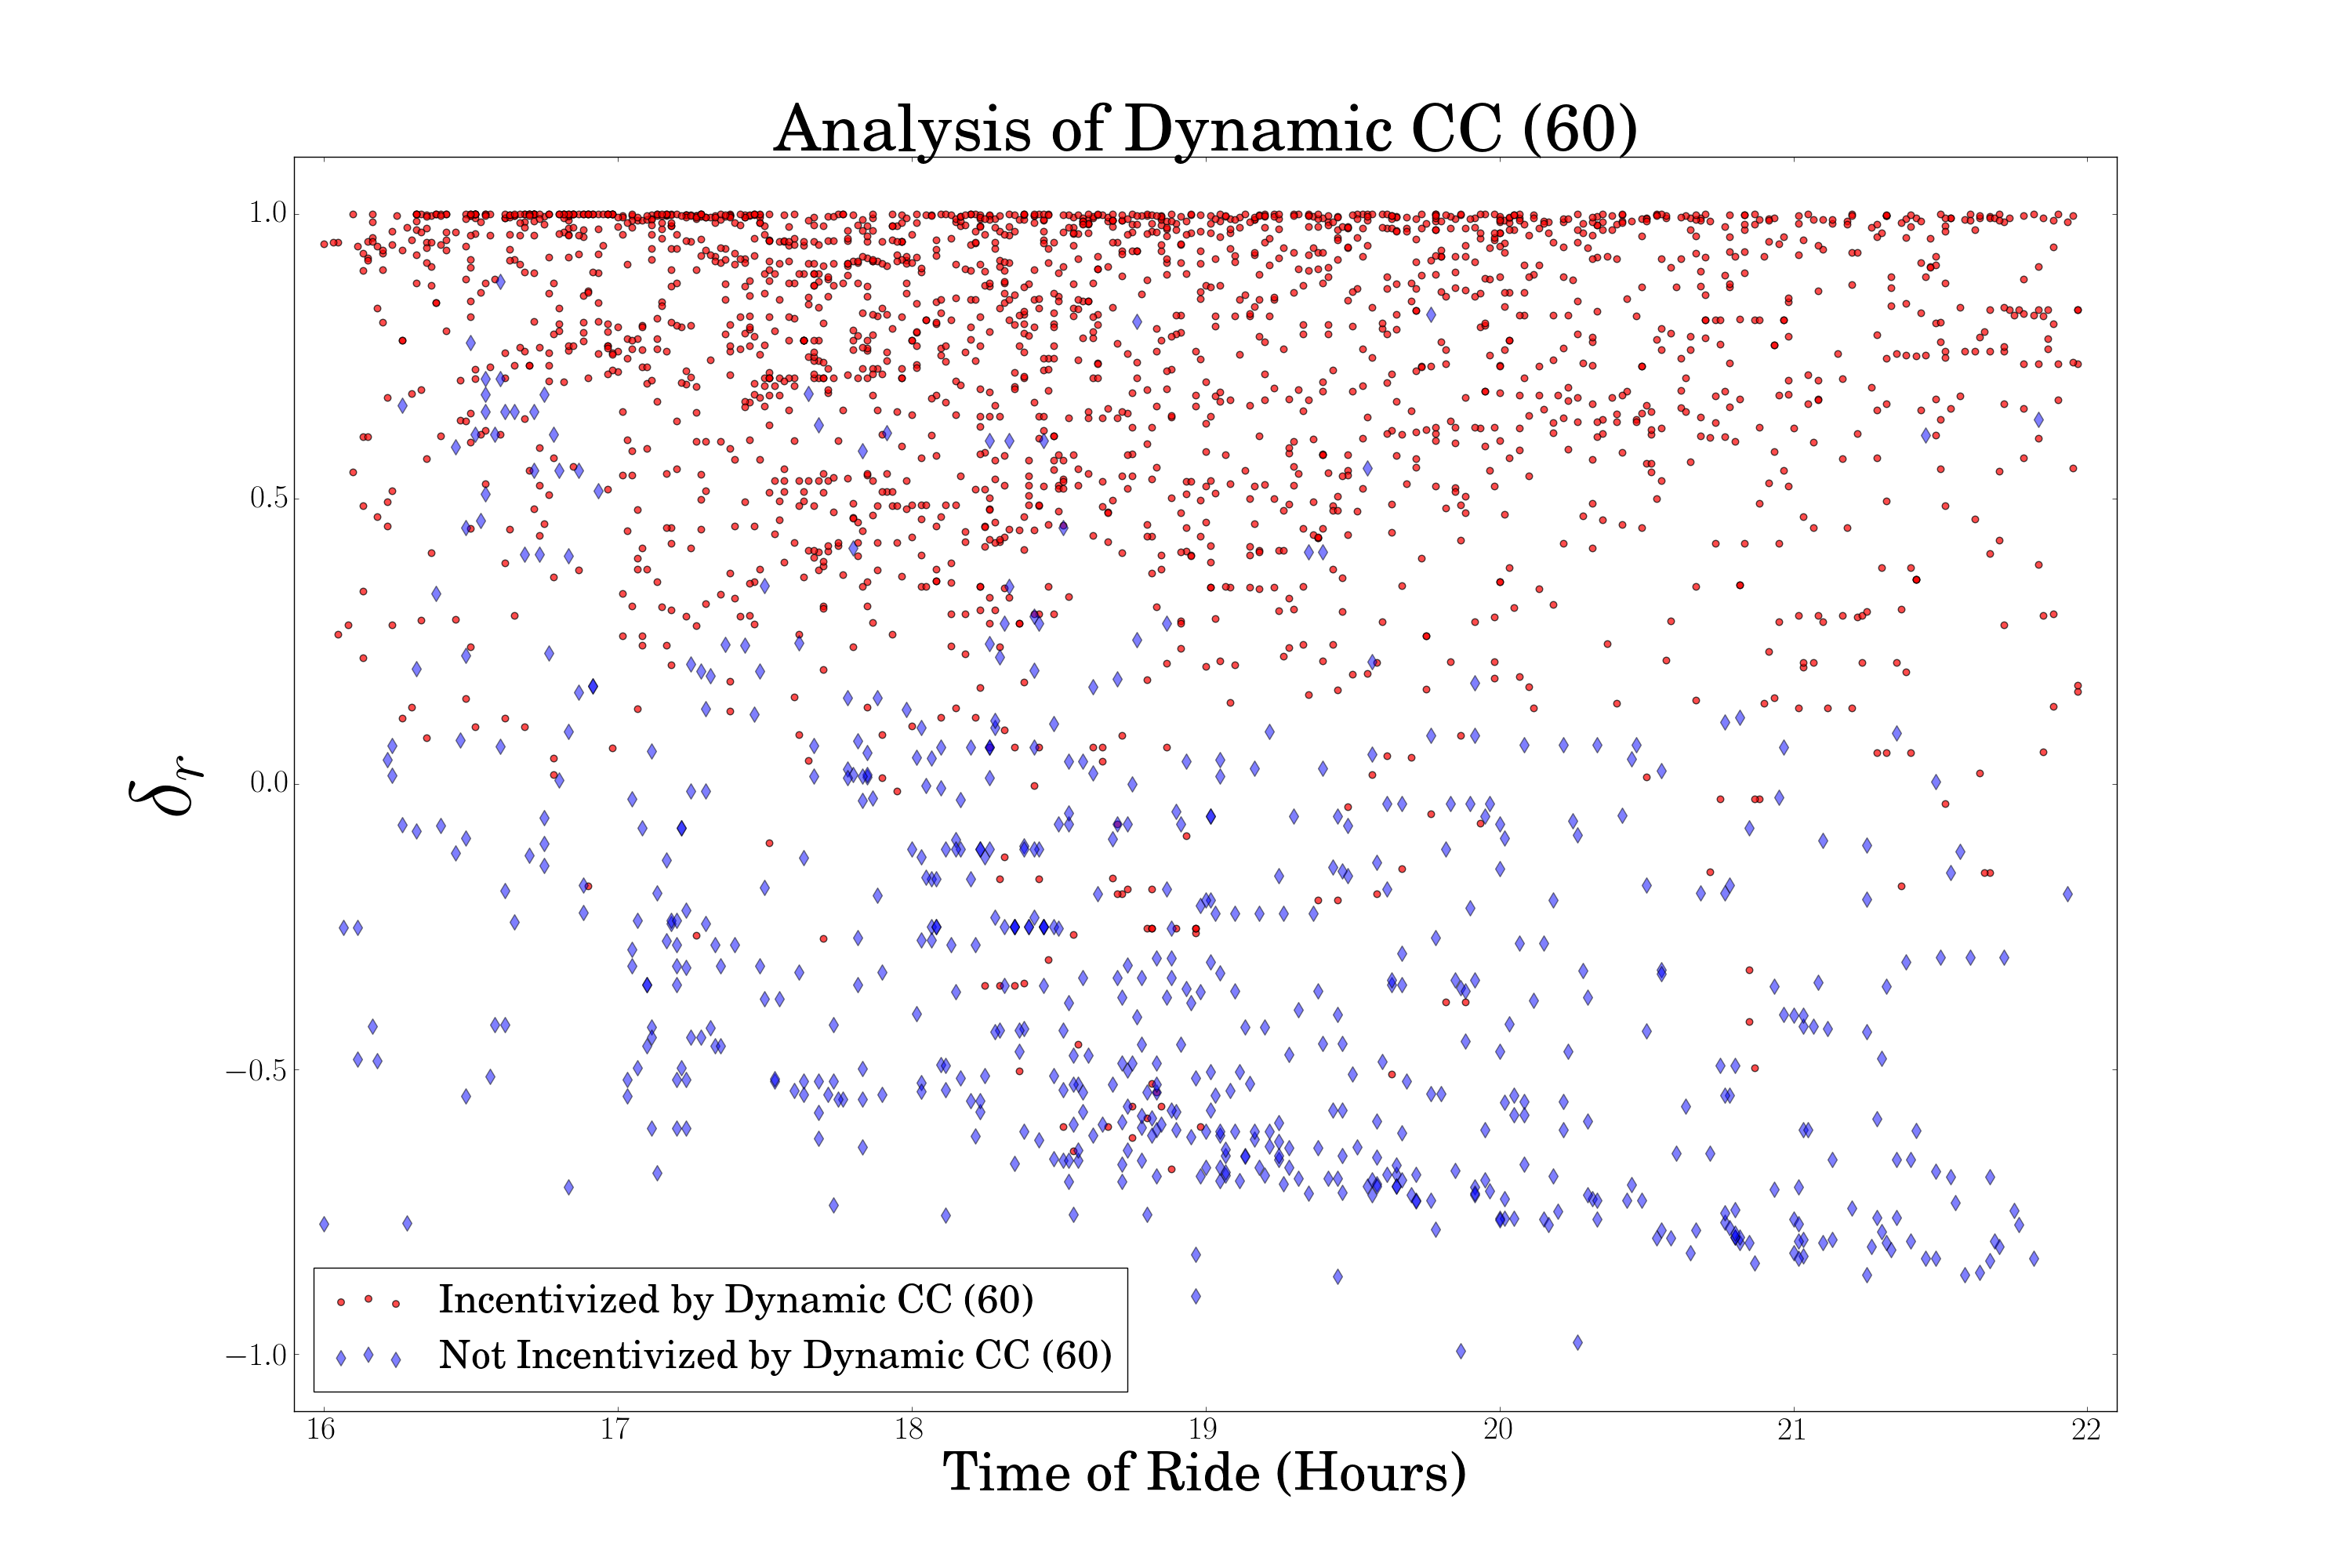 Analysis of Dynamic CC (60)
1.0
0.5
0.0
−0.5
−1.0
δr
Incentivized by Dynamic CC (60)
Not Incentivized by Dynamic CC (60)
16 17 18 19 20 21 22
Time of Ride (Hours)